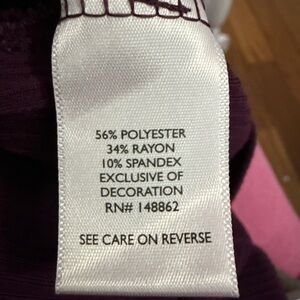 56% POLYESTER
34% RAYON
10% SPANDEX
EXCLUSIVE OF
DECORATION
RN# 148862
SEE CARE ON REVERSE